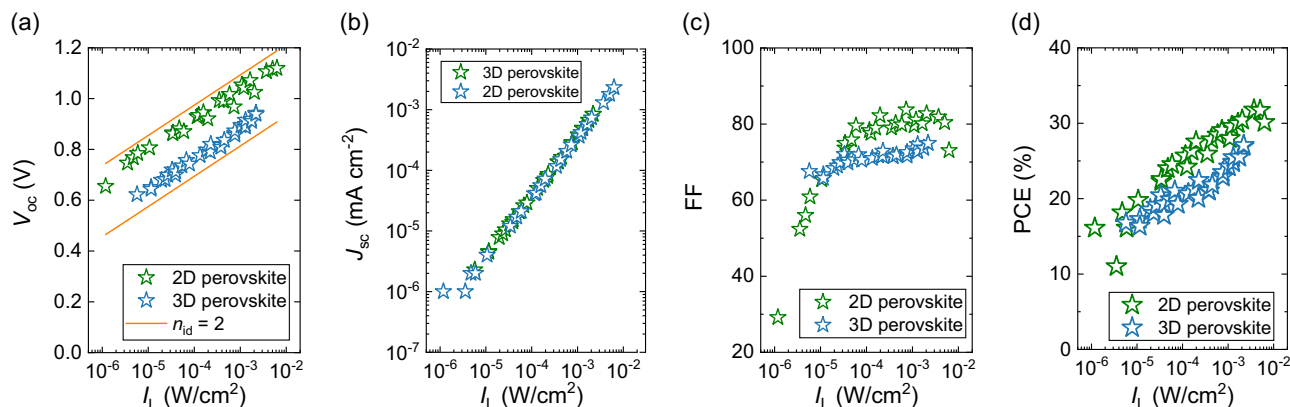 (a)
1.2
1.0
0.8
0.6
0.4
0.2
0.0
V_oc (V)
2D perovskite
3D perovskite
n_id = 2
10^-6 10^-5 10^-4 10^-3 10^-2
I_L (W/cm^2)
(b)
10^-2
10^-3
10^-4
10^-5
10^-6
10^-7
J_sc (mA cm^-2)
3D perovskite
2D perovskite
10^-6 10^-5 10^-4 10^-3 10^-2
I_L (W/cm^2)
(c)
100
80
60
40
20
FF
2D perovskite
3D perovskite
10^-6 10^-5 10^-4 10^-3 10^-2
I_L (W/cm^2)
(d)
40
30
20
10
0
PCE (%)
2D perovskite
3D perovskite
10^-6 10^-5 10^-4 10^-3 10^-2
I_L (W/cm^2)